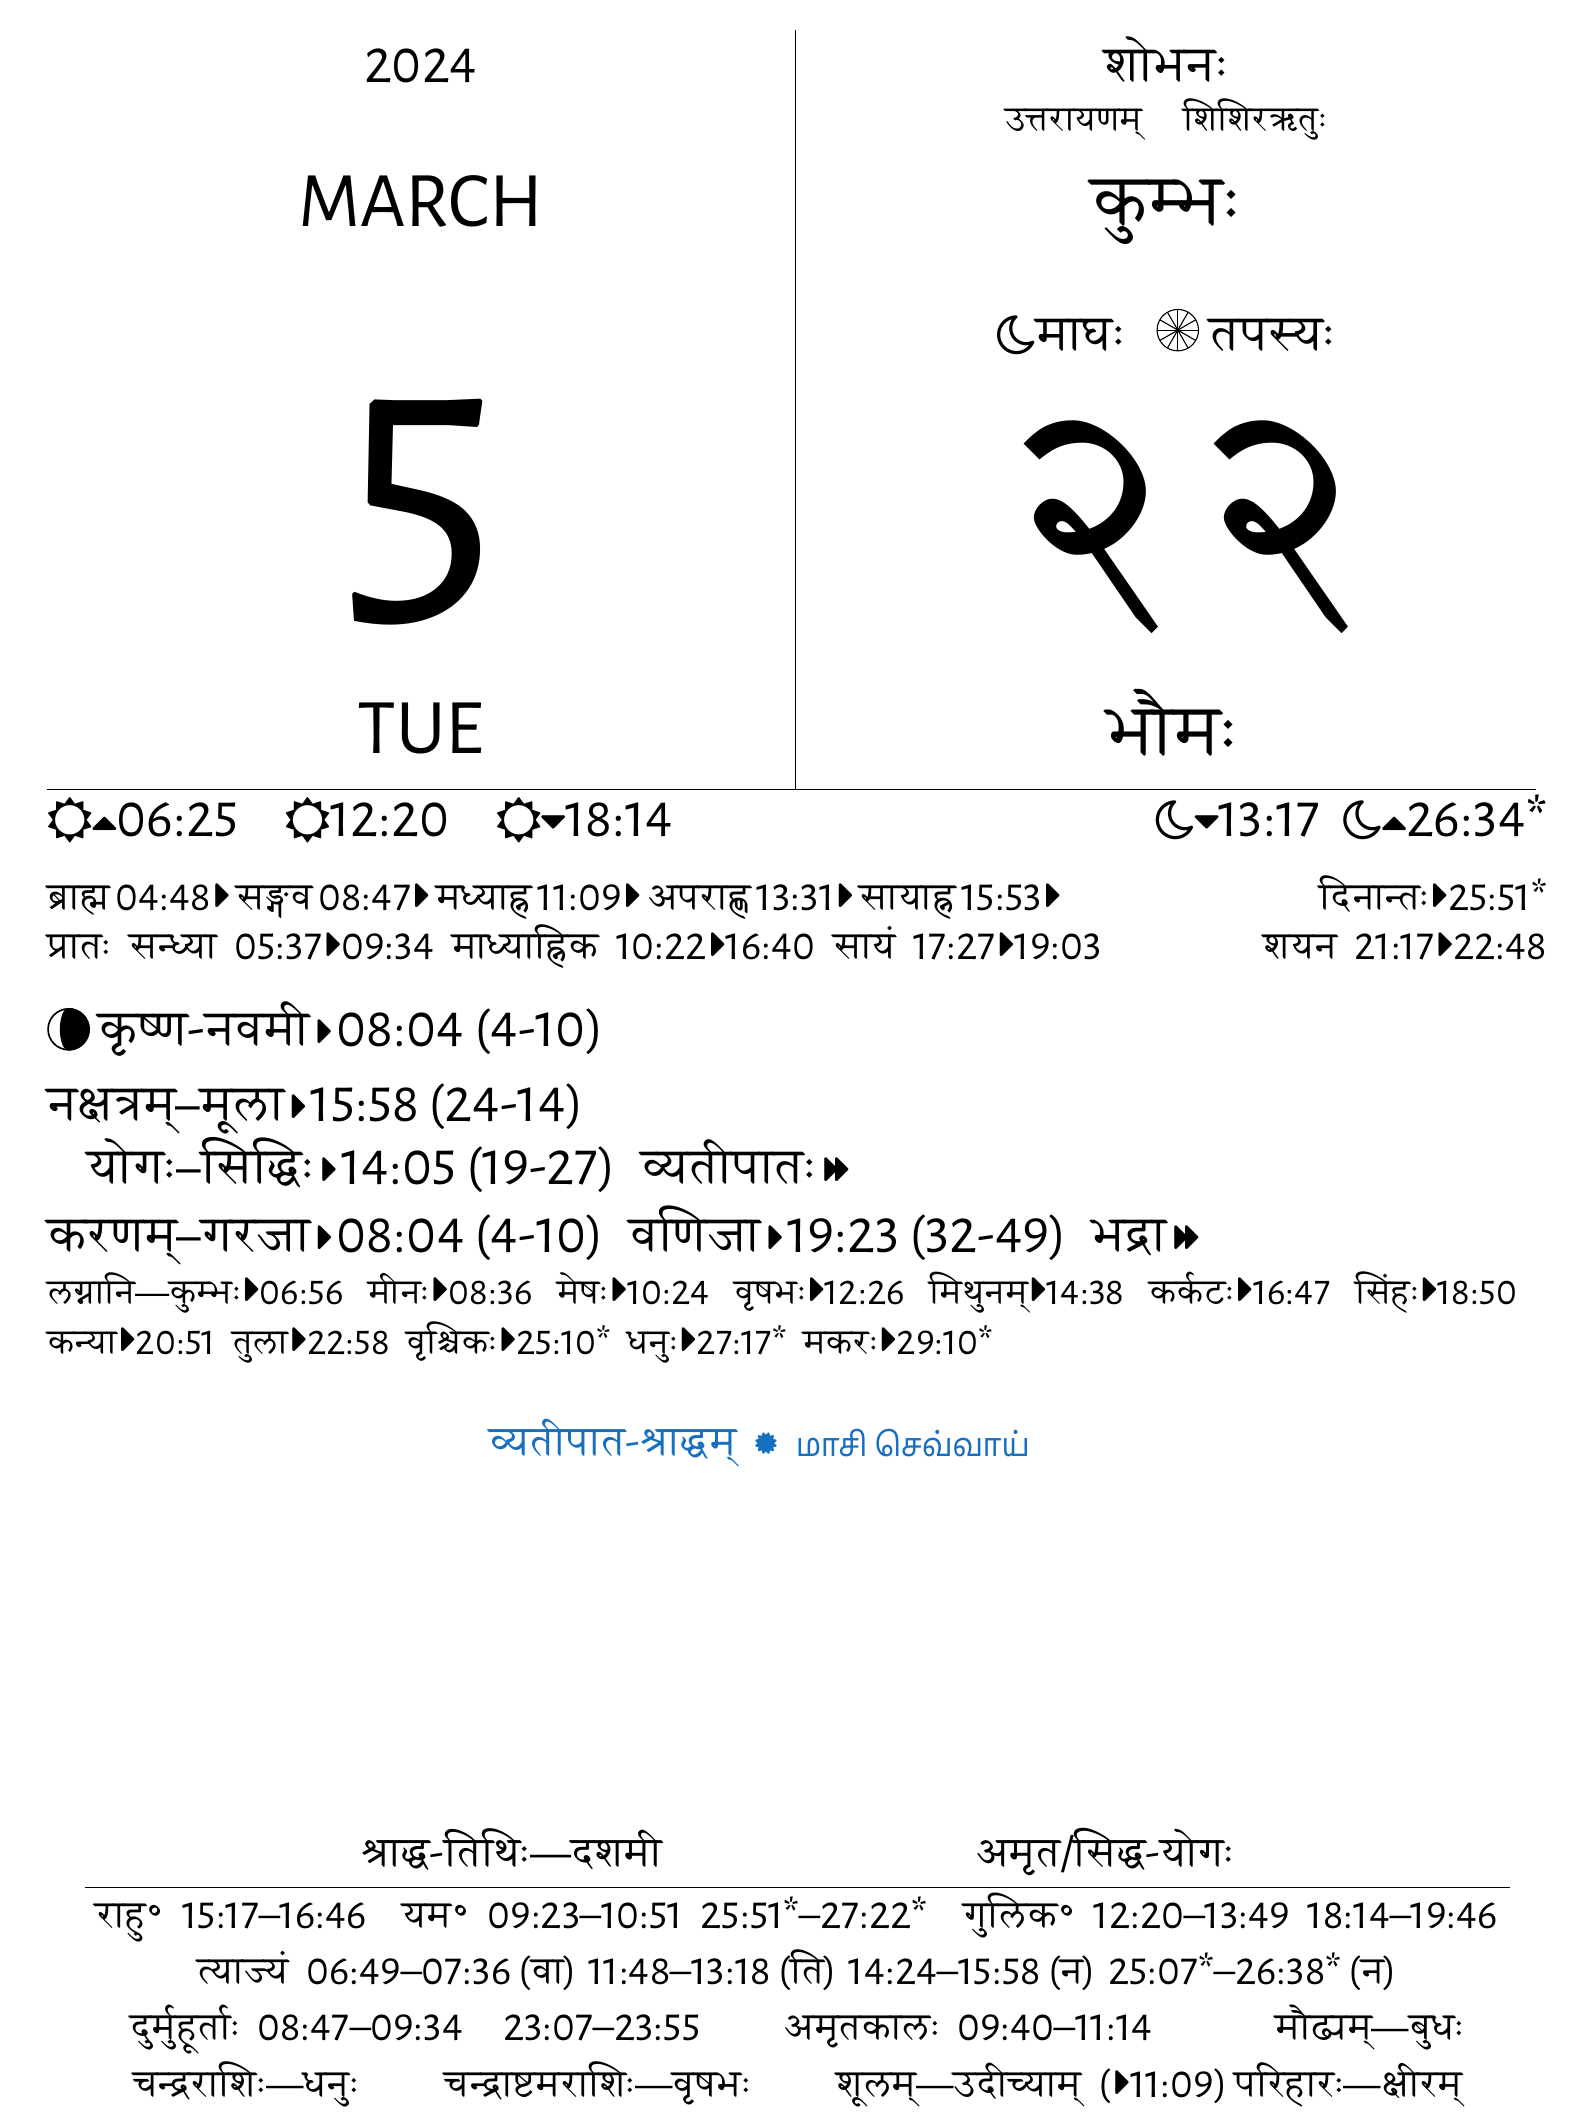 2024
MARCH
5
TUE
शोभनः
उत्तरायणम् शिशिरऋतुः
कुम्भः
माघः तपस्यः
२२
भौमः
06:25 12:20 18:14 13:17 26:34*
ब्राह्म 04:48 सङ्गव 08:47 मध्याह्न 11:09 अपराह्ण 13:31 सायाह्न 15:53 दिनान्तः 25:51*
प्रातः सन्ध्या 05:37 09:34 माध्याह्निक 10:22 16:40 सायं 17:27 19:03 शयन 21:17 22:48
कृष्ण-नवमी 08:04 (4-10)
नक्षत्रम्–मूला 15:58 (24-14)
योगः–सिद्धिः 14:05 (19-27) व्यतीपातः
करणम्–गरजा 08:04 (4-10) वणिजा 19:23 (32-49) भद्रा
लग्नानि—कुम्भः 06:56 मीनः 08:36 मेषः 10:24 वृषभः 12:26 मिथुनम् 14:38 कर्कटः 16:47 सिंहः 18:50
कन्या 20:51 तुला 22:58 वृश्चिकः 25:10* धनुः 27:17* मकरः 29:10*
व्यतीपात-श्राद्धम् ✹ மாசி செவ்வாய்
श्राद्ध-तिथिः—दशमी अमृत/सिद्ध-योगः
राहु॰ 15:17–16:46 यम॰ 09:23–10:51 25:51*–27:22* गुलिक॰ 12:20–13:49 18:14–19:46
त्याज्यं 06:49–07:36 (वा) 11:48–13:18 (ति) 14:24–15:58 (न) 25:07*–26:38* (न)
दुर्मुहूर्ताः 08:47–09:34 23:07–23:55 अमृतकालः 09:40–11:14 मौढ्यम्—बुधः
चन्द्रराशिः—धनुः चन्द्राष्टमराशिः—वृषभः शूलम्—उदीच्याम् (11:09) परिहारः—क्षीरम्